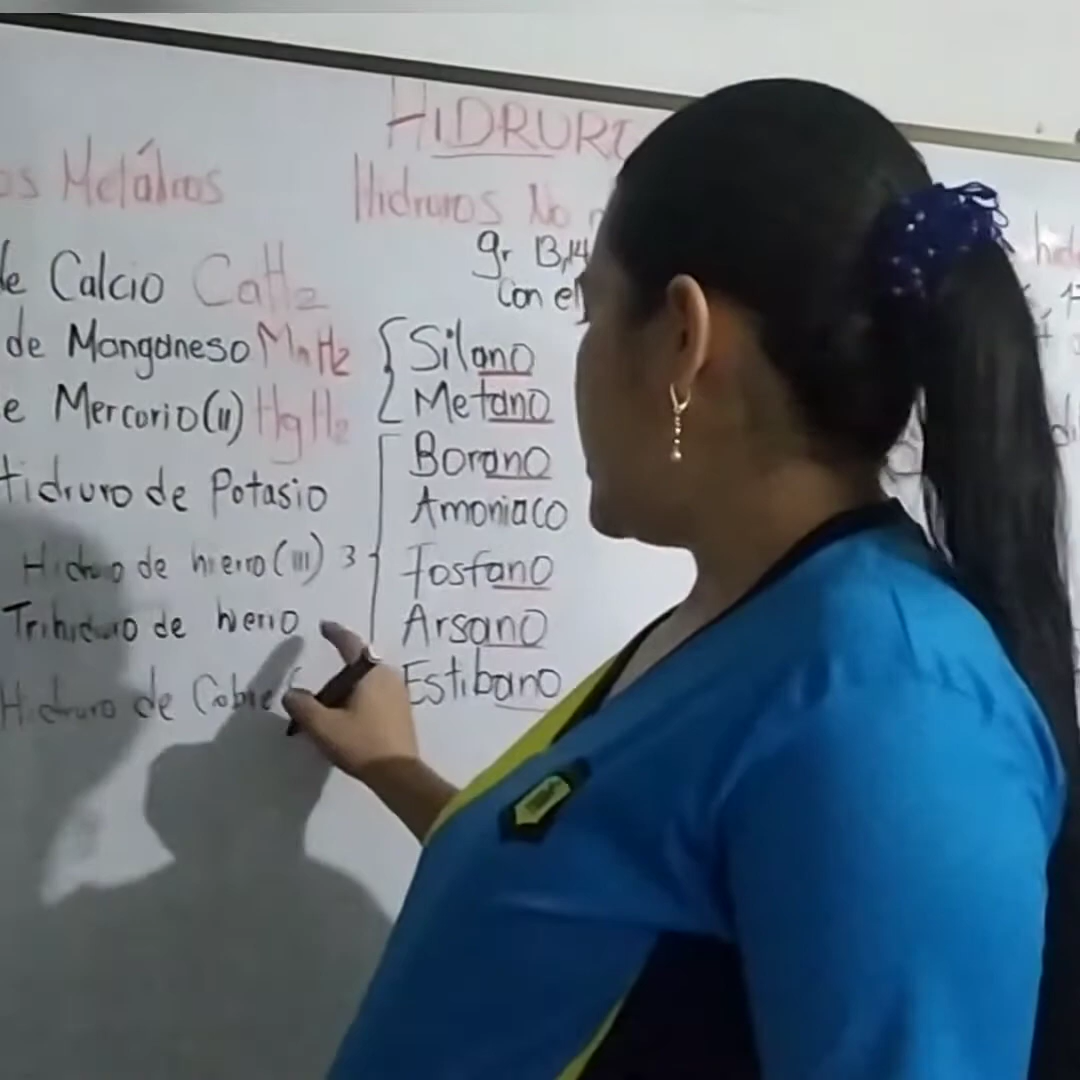 HIDRURO
os Metálicos
de Calcio CaH2
de Manganeso MnH2
e Mercurio(II) HgH2
Hidruro de Potasio
Hidruro de hierro(III) 3
Trihidruro de hierro
Hidruro de Cobre(
Hidruros No
gr 13,14
Con el
Silano
Metano
Borano
Amoniaco
Fosfano
Arsano
Estibano